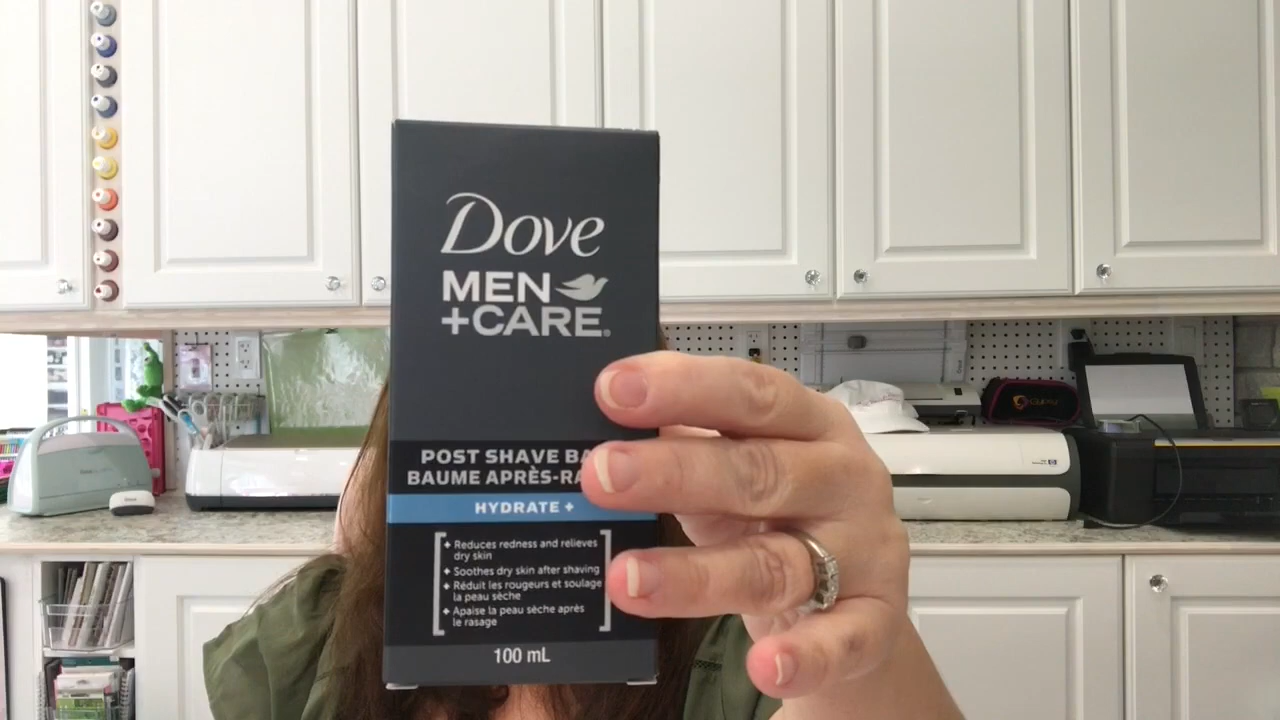 Dove
MEN
+CARE
POST SHAVE BA
BAUME APRÈS-RA
HYDRATE +
+ Reduces redness and relieves
dry skin
+ Soothes dry skin after shaving
+ Réduit les rougeurs et soulage
la peau sèche
+ Apaise la peau sèche après
le rasage
100 mL